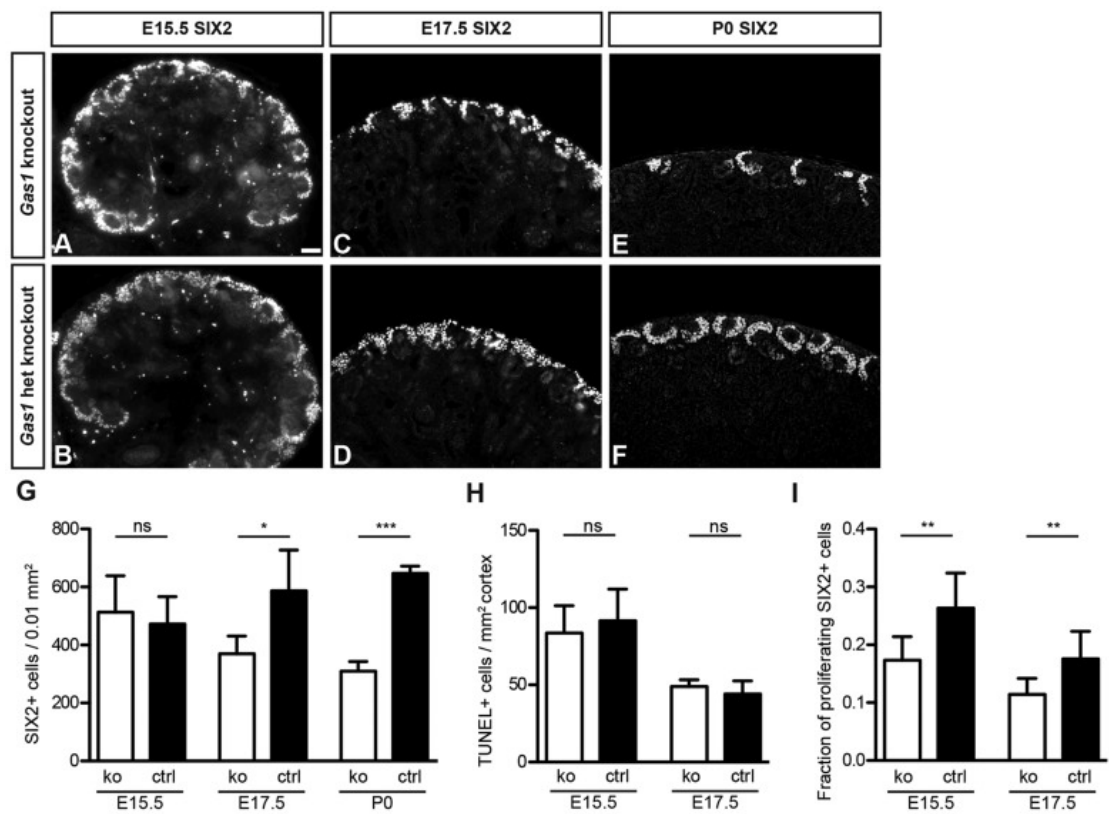 E15.5 SIX2
E17.5 SIX2
P0 SIX2
Gas1 knockout
A
C
E
Gas1 het knockout
B
D
F
G
H
I
SIX2+ cells / 0.01 mm²
800
600
400
200
0
ns
*
***
ko
ctrl
ko
ctrl
ko
ctrl
E15.5
E17.5
P0
TUNEL+ cells / mm² cortex
150
100
50
0
ns
ns
ko
ctrl
ko
ctrl
E15.5
E17.5
Fraction of proliferating SIX2+ cells
0.4
0.3
0.2
0.1
0.0
**
**
ko
ctrl
ko
ctrl
E15.5
E17.5